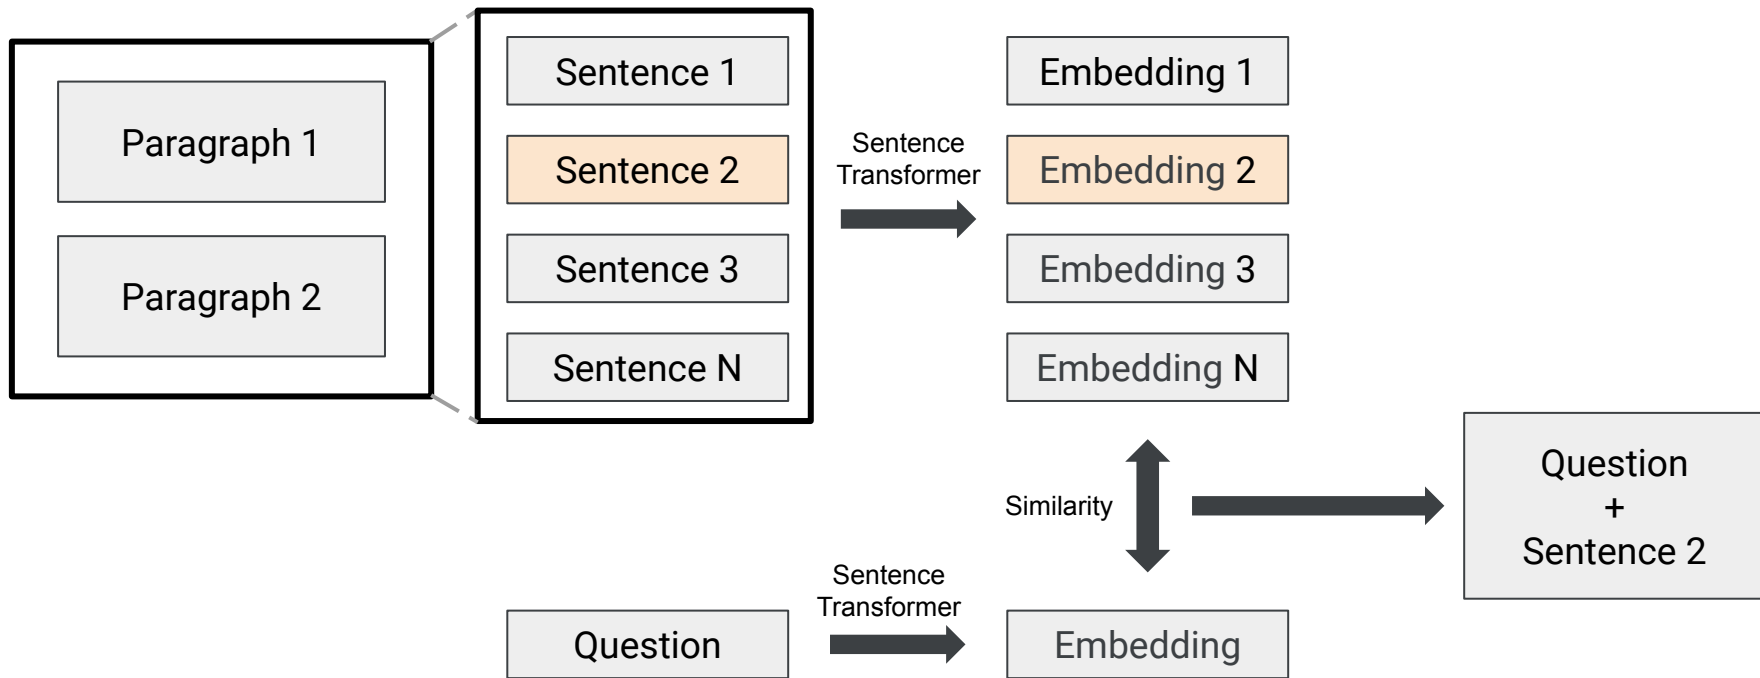 Paragraph 1
Paragraph 2
Sentence 1
Sentence 2
Sentence 3
Sentence N
Sentence
Transformer
Embedding 1
Embedding 2
Embedding 3
Embedding N
Similarity
Question
Sentence
Transformer
Embedding
Question
+
Sentence 2